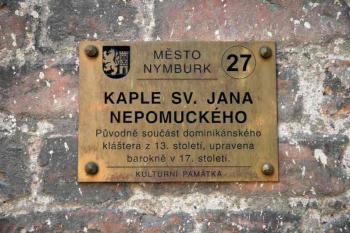 MĚSTO
NYMBURK
27
KAPLE SV. JANA
NEPOMUCKÉHO
Původně součást dominikánského
kláštera z 13. století, upravena
barokně v 17. století.
KULTURNÍ PAMÁTKA